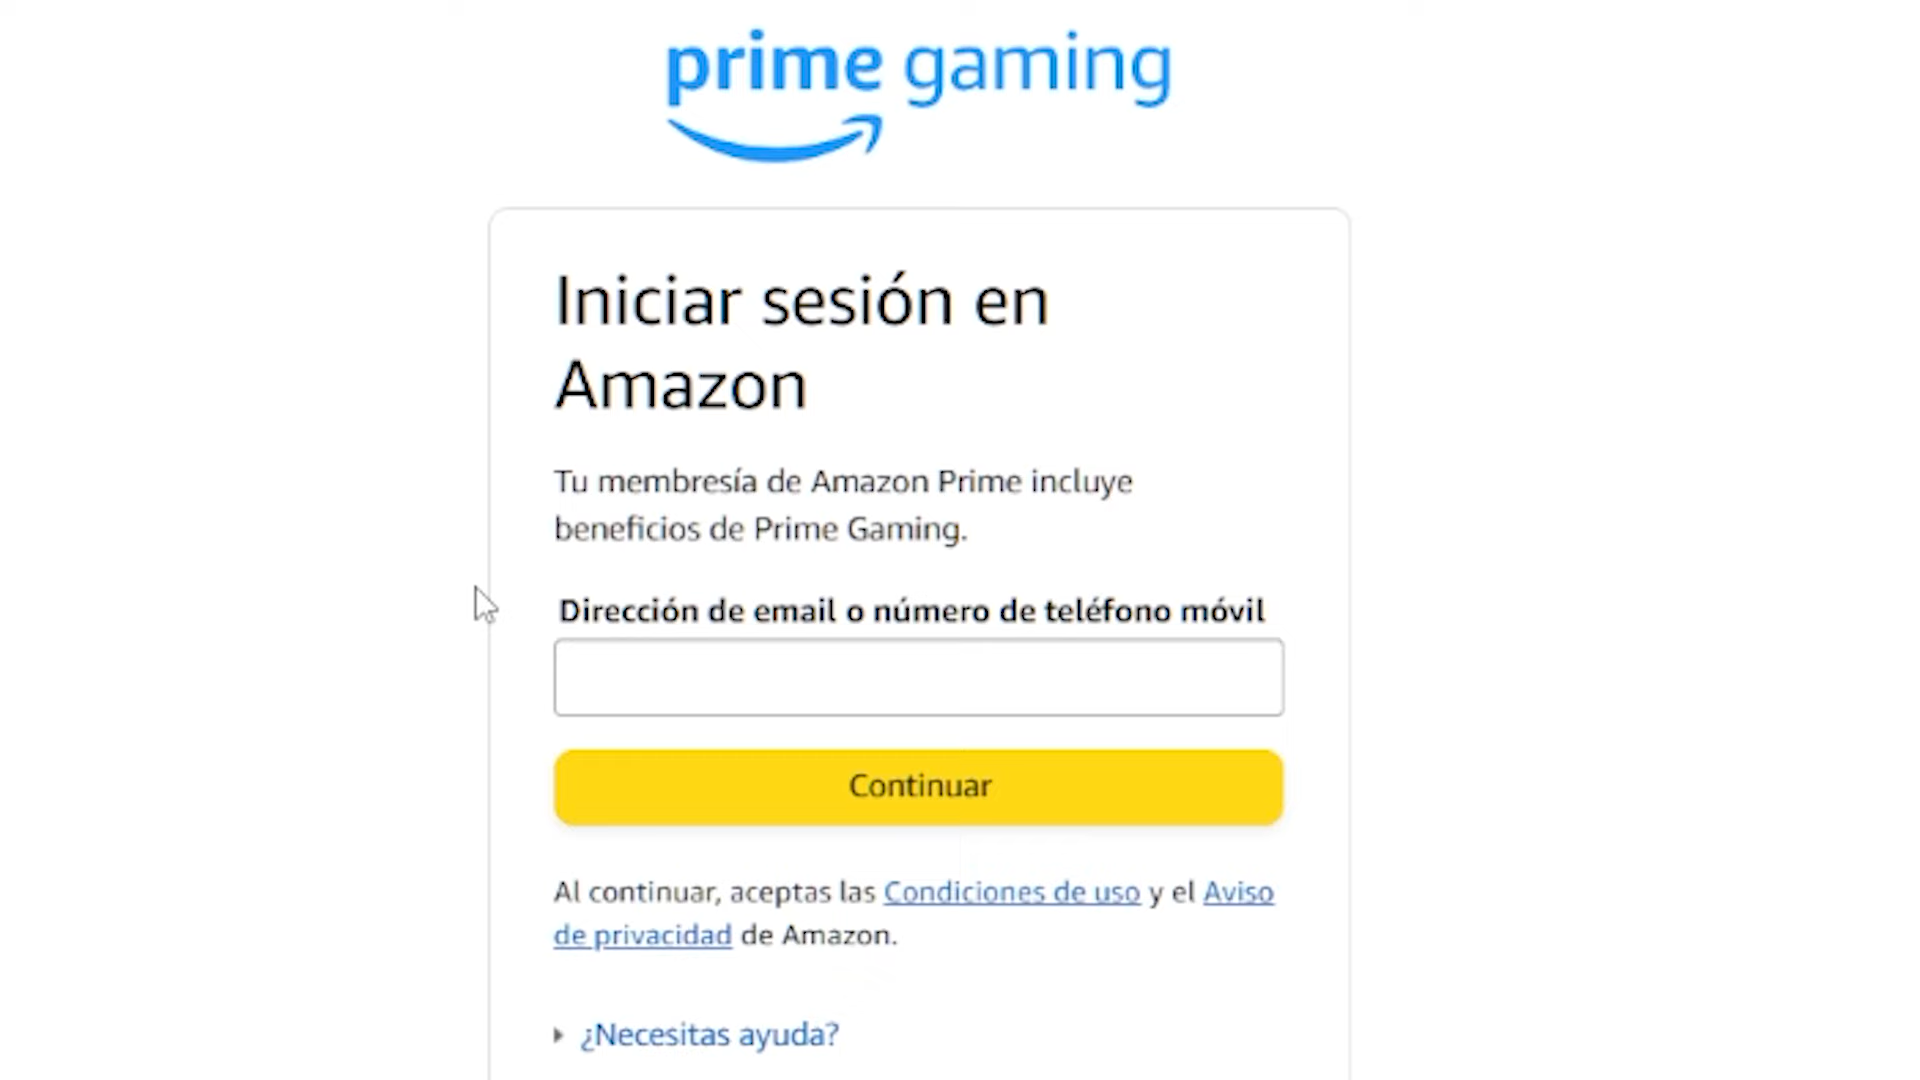 prime gaming
Iniciar sesión en
Amazon
Tu membresía de Amazon Prime incluye
beneficios de Prime Gaming.
Dirección de email o número de teléfono móvil
Continuar
Al continuar, aceptas las Condiciones de uso y el Aviso
de privacidad de Amazon.
¿Necesitas ayuda?